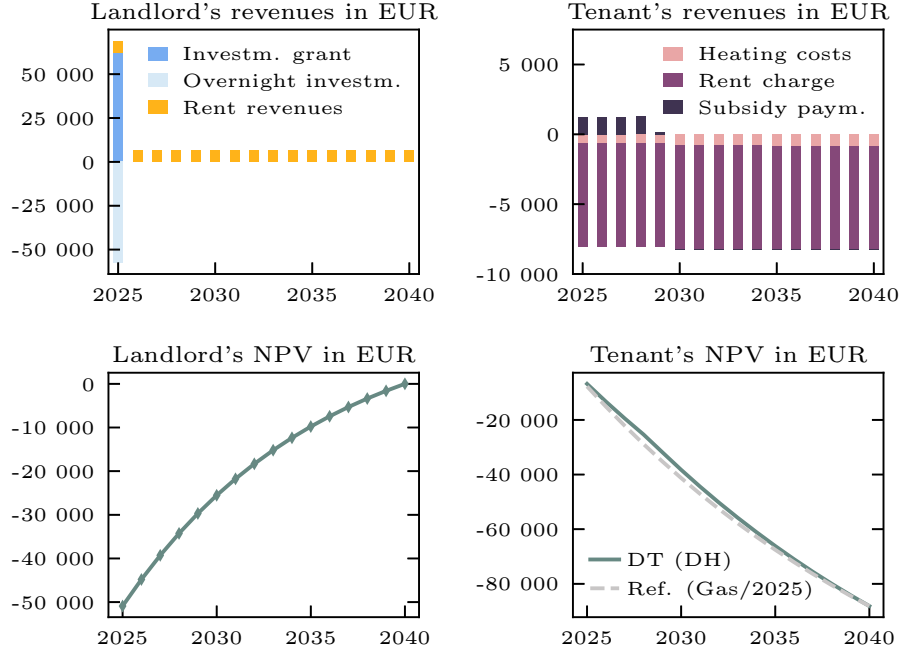 Landlord's revenues in EUR
50 000
25 000
0
-25 000
-50 000
2025 2030 2035 2040
Investm. grant
Overnight investm.
Rent revenues
Tenant's revenues in EUR
5 000
0
-5 000
-10 000
2025 2030 2035 2040
Heating costs
Rent charge
Subsidy paym.
Landlord's NPV in EUR
0
-10 000
-20 000
-30 000
-40 000
-50 000
2025 2030 2035 2040
Tenant's NPV in EUR
-20 000
-40 000
-60 000
-80 000
2025 2030 2035 2040
DT (DH)
Ref. (Gas/2025)